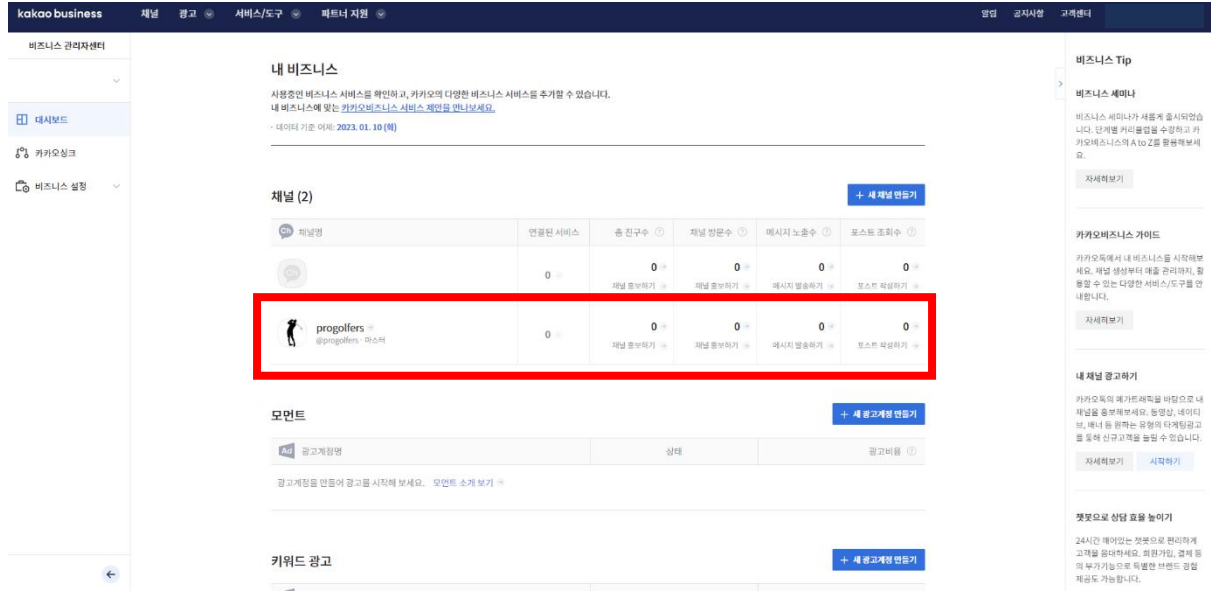 kakao business 채널 광고 서비스/도구 파트너 지원 알림 공지사항 고객센터
비즈니스 관리자센터
대시보드
카카오싱크
비즈니스 설정
내 비즈니스
사용중인 비즈니스 서비스를 확인하고, 카카오의 다양한 비즈니스 서비스를 추가할 수 있습니다.
내 비즈니스에 맞는 카카오비즈니스 서비스 제안을 만나보세요.
· 데이터 기준 어제: 2023. 01. 10 (화)
채널 (2)
+ 새 채널 만들기
Ch 채널명 연결된 서비스 총 친구수 ? 채널 방문수 ? 메시지 노출수 ? 포스트 조회수 ?
Ch 0 0 0 0 0
채널 홍보하기 채널 홍보하기 메시지 발송하기 포스트 작성하기
progolfers 0 0 0 0 0
@progolfers · 마스터 채널 홍보하기 채널 홍보하기 메시지 발송하기 포스트 작성하기
모먼트
+ 새 광고계정 만들기
Ad 광고계정명 상태 광고비용 ?
광고계정을 만들어 광고를 시작해 보세요. 모먼트 소개 보기
키워드 광고
+ 새 광고계정 만들기
비즈니스 Tip
비즈니스 세미나
비즈니스 세미나가 새롭게 출시되었습
니다. 단계별 커리큘럼을 수강하고 카
카오비즈니스의 A to Z를 활용해보세
요.
자세히보기
카카오비즈니스 가이드
카카오톡에서 내 비즈니스를 시작해보
세요. 채널 생성부터 매출 관리까지, 활
용할 수 있는 다양한 서비스/도구를 안
내합니다.
자세히보기
내 채널 광고하기
카카오톡의 메가트래픽을 바탕으로 내
채널을 홍보해보세요. 동영상, 네이티
브, 배너 등 원하는 유형의 타게팅광고
를 통해 신규고객을 늘릴 수 있습니다.
자세히보기 시작하기
챗봇으로 상담 효율 높이기
24시간 깨어있는 챗봇으로 편리하게
고객을 응대하세요. 회원가입, 결제 등
의 부가기능으로 특별한 브랜드 경험
제공도 가능합니다.